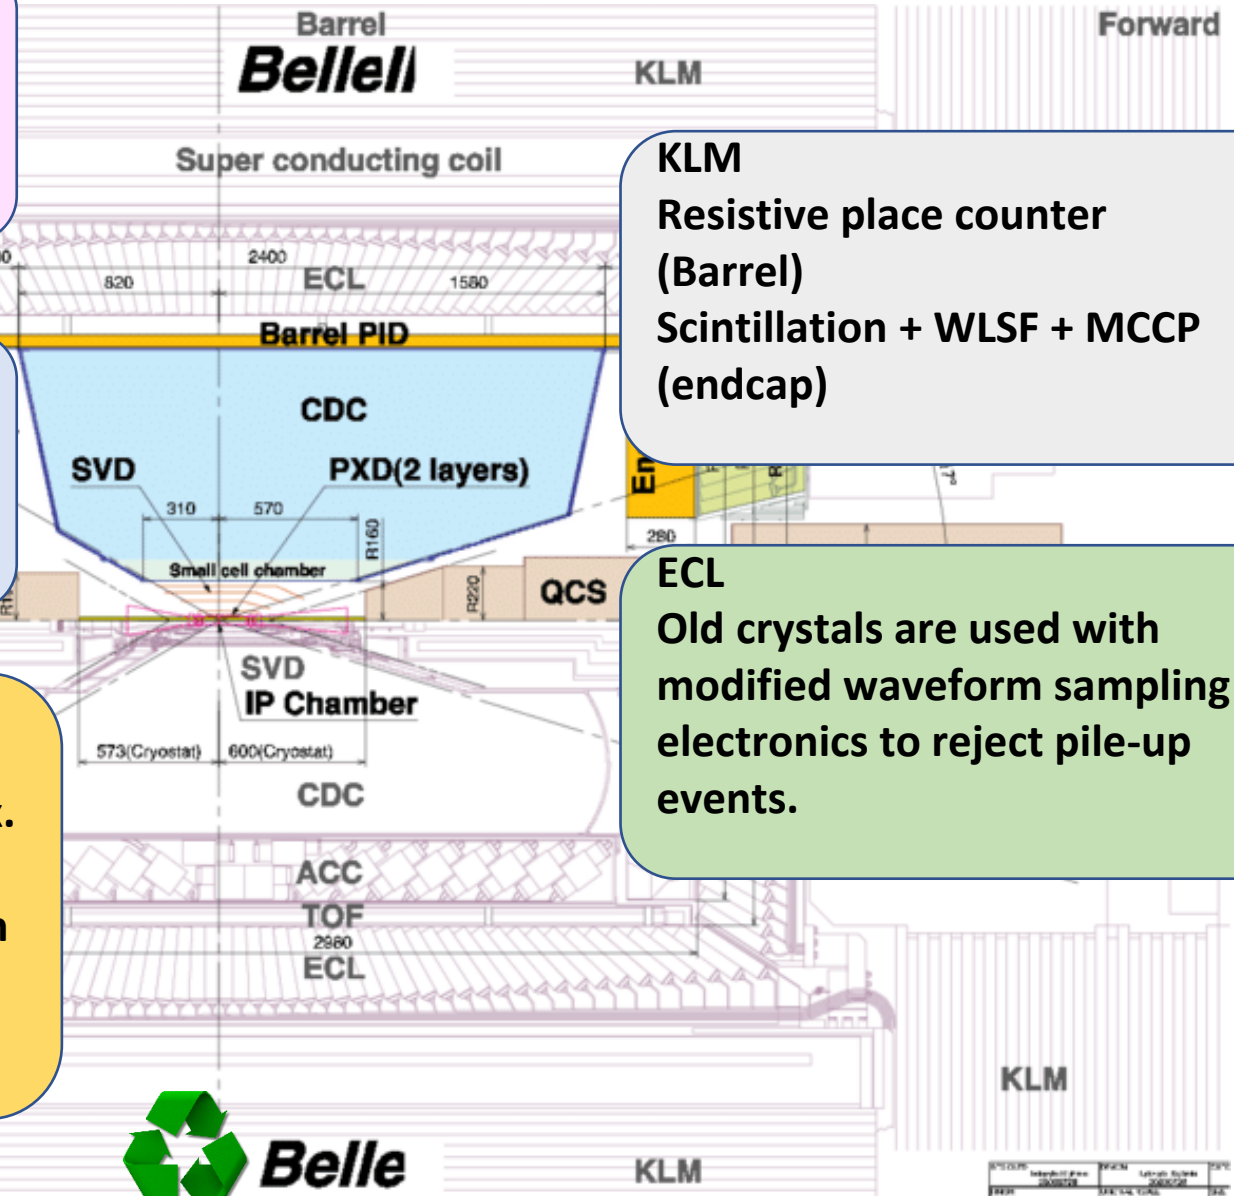 Barrel
Forward
BelleII
KLM
Super conducting coil
KLM
Resistive place counter
(Barrel)
Scintillation + WLSF + MCCP
(endcap)
2400
820
ECL
1580
Barrel PID
CDC
SVD
PXD(2 layers)
310
570
R160
280
Small cell chamber
R220
QCS
ECL
Old crystals are used with
modified waveform sampling
electronics to reject pile-up
events.
SVD
IP Chamber
573(Cryostat)
600(Cryostat)
CDC
ACC
TOF
2980
ECL
KLM
Belle
KLM